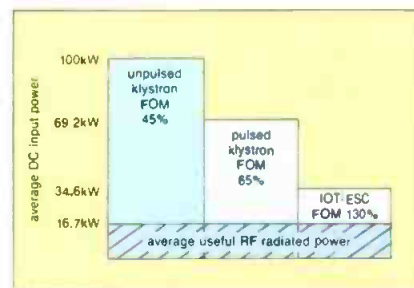 100kW
unpulsed
klystron
FOM
45%
69.2kW
pulsed
klystron
FOM
65%
34.6kW
IOT-ESC
FOM 130%
16.7kW
average useful RF radiated power
average DC input power